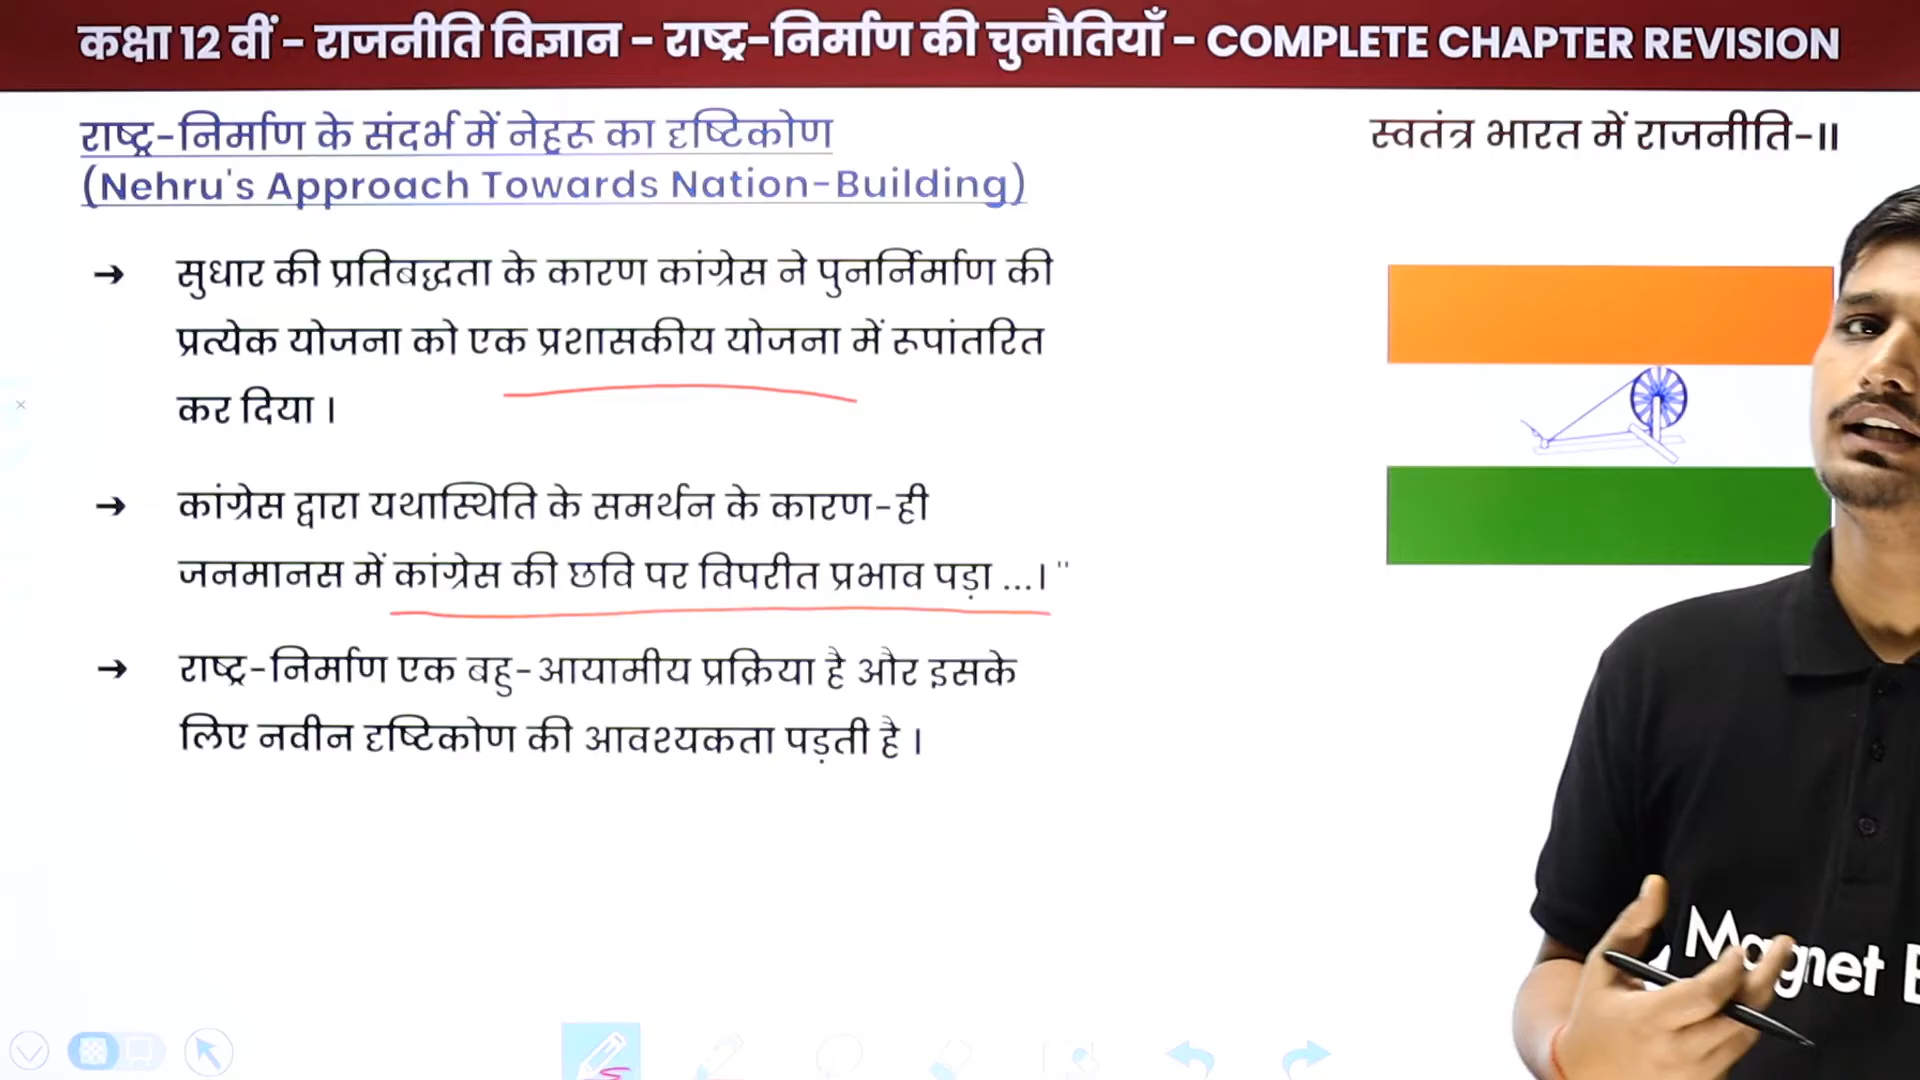 कक्षा 12 वीं - राजनीति विज्ञान - राष्ट्र-निर्माण की चुनौतियाँ - COMPLETE CHAPTER REVISION
राष्ट्र-निर्माण के संदर्भ में नेहरू का दृष्टिकोण
(Nehru's Approach Towards Nation-Building)
स्वतंत्र भारत में राजनीति-II
→ सुधार की प्रतिबद्धता के कारण कांग्रेस ने पुनर्निर्माण की
प्रत्येक योजना को एक प्रशासकीय योजना में रूपांतरित
कर दिया ।
→ कांग्रेस द्वारा यथास्थिति के समर्थन के कारण-ही
जनमानस में कांग्रेस की छवि पर विपरीत प्रभाव पड़ा ...। "
→ राष्ट्र-निर्माण एक बहु-आयामीय प्रक्रिया है और इसके
लिए नवीन दृष्टिकोण की आवश्यकता पड़ती है ।
Magnet